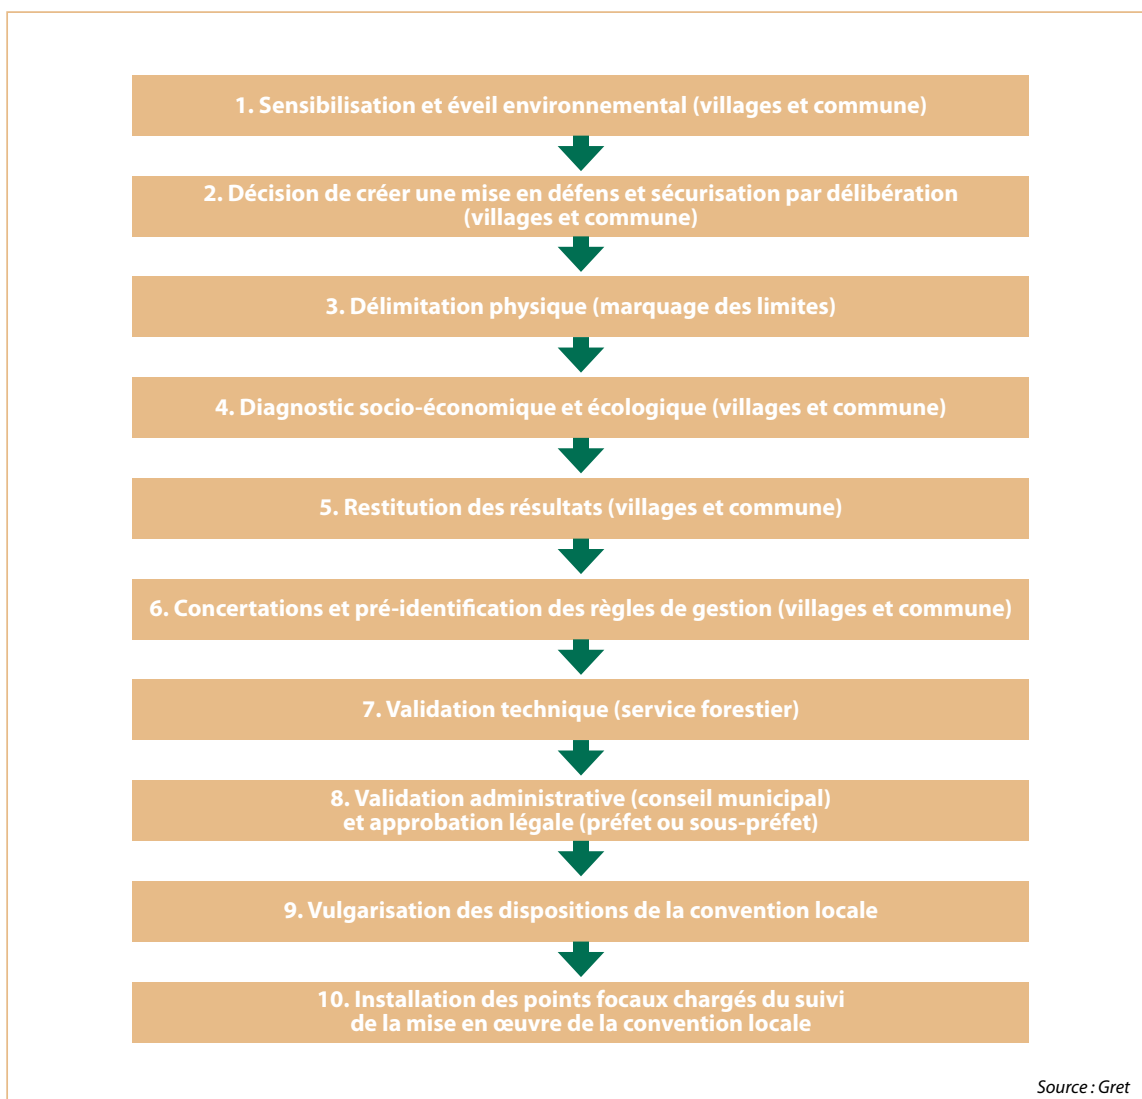 1. Sensibilisation et éveil environnemental (villages et commune)
2. Décision de créer une mise en défens et sécurisation par délibération
(villages et commune)
3. Délimitation physique (marquage des limites)
4. Diagnostic socio-économique et écologique (villages et commune)
5. Restitution des résultats (villages et commune)
6. Concertations et pré-identification des règles de gestion (villages et commune)
7. Validation technique (service forestier)
8. Validation administrative (conseil municipal)
et approbation légale (préfet ou sous-préfet)
9. Vulgarisation des dispositions de la convention locale
10. Installation des points focaux chargés du suivi
de la mise en œuvre de la convention locale
Source : Gret